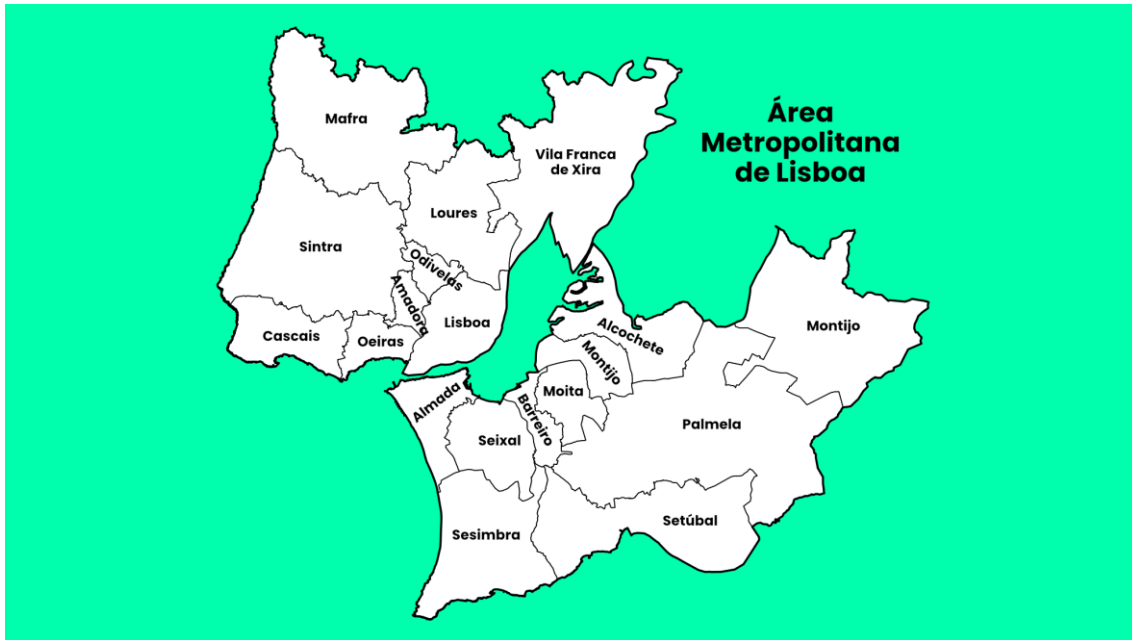 Área
Metropolitana
de Lisboa
Mafra
Vila Franca
de Xira
Loures
Sintra
Odivelas
Amadora
Lisboa
Cascais
Oeiras
Alcochete
Montijo
Montijo
Almada
Moita
Barreiro
Seixal
Palmela
Sesimbra
Setúbal